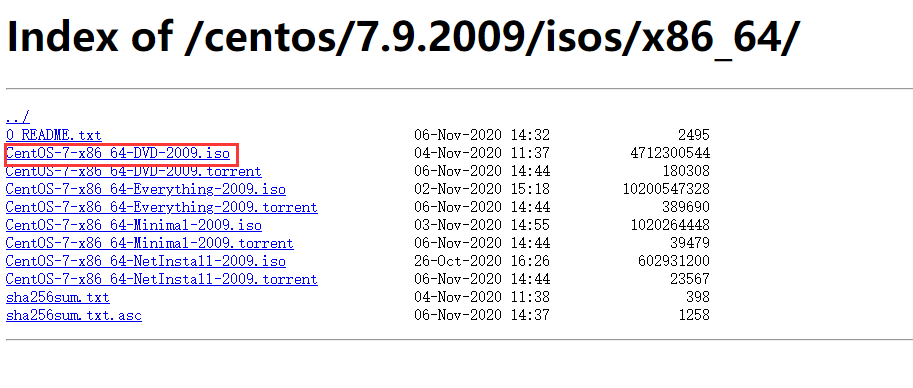 Index of /centos/7.9.2009/isos/x86_64/
../
0_README.txt 06-Nov-2020 14:32 2495
CentOS-7-x86_64-DVD-2009.iso 04-Nov-2020 11:37 4712300544
CentOS-7-x86_64-DVD-2009.torrent 06-Nov-2020 14:44 180308
CentOS-7-x86_64-Everything-2009.iso 02-Nov-2020 15:18 10200547328
CentOS-7-x86_64-Everything-2009.torrent 06-Nov-2020 14:44 389690
CentOS-7-x86_64-Minimal-2009.iso 03-Nov-2020 14:55 1020264448
CentOS-7-x86_64-Minimal-2009.torrent 06-Nov-2020 14:44 39479
CentOS-7-x86_64-NetInstall-2009.iso 26-Oct-2020 16:26 602931200
CentOS-7-x86_64-NetInstall-2009.torrent 06-Nov-2020 14:44 23567
sha256sum.txt 04-Nov-2020 11:38 398
sha256sum.txt.asc 06-Nov-2020 14:37 1258